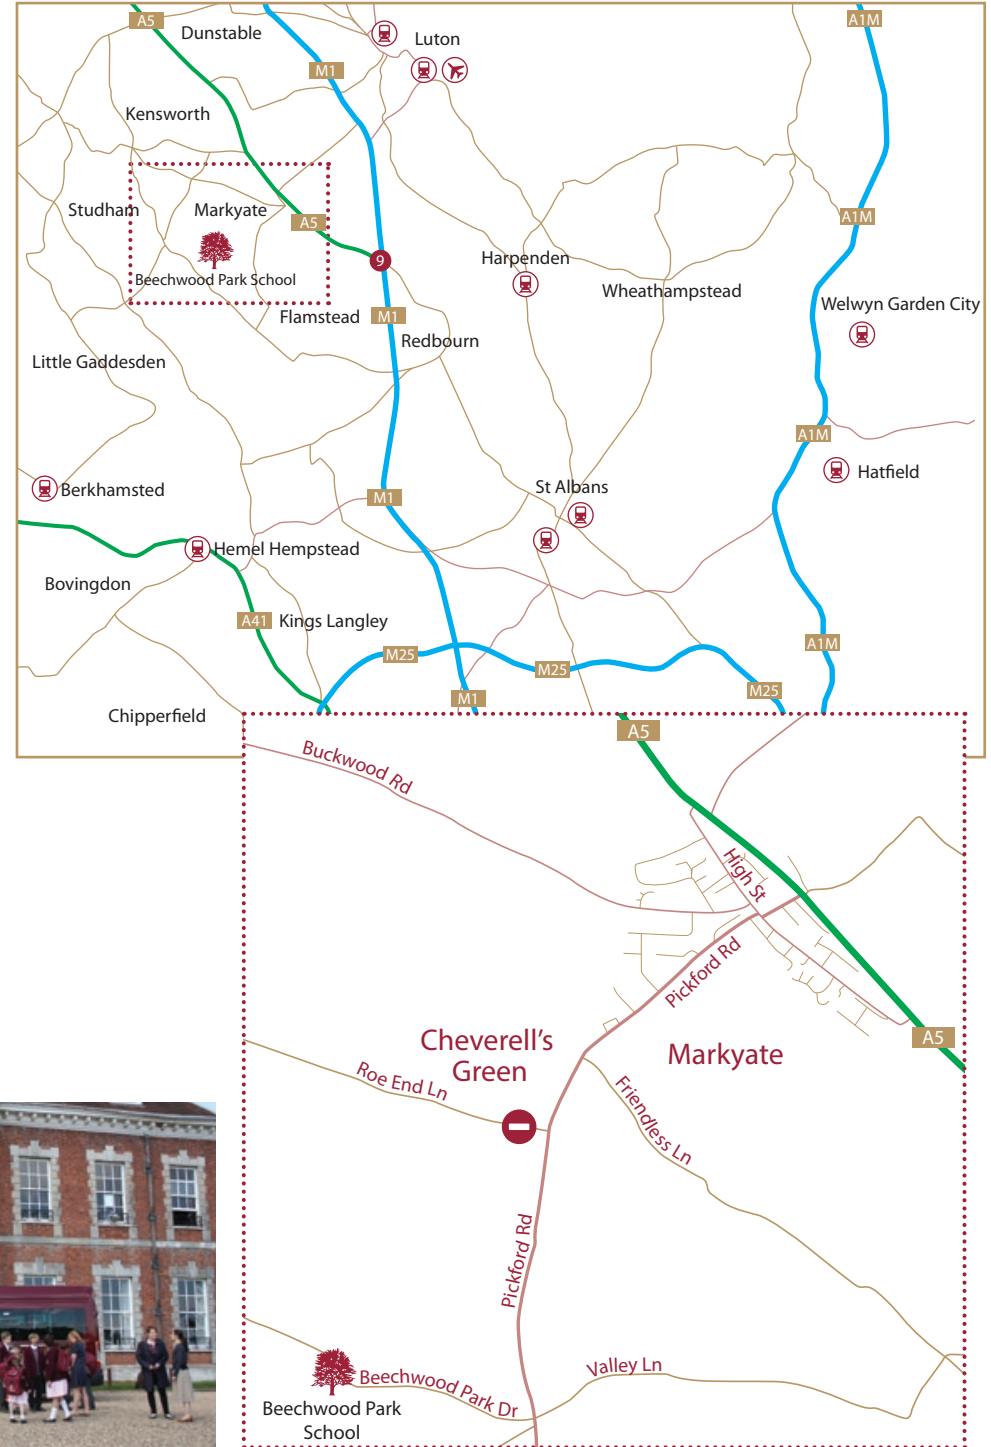 A5
Dunstable
Luton
A1M
M1
Kensworth
Studham
Markyate
A5
A1M
Beechwood Park School
9
Harpenden
Wheathampstead
Welwyn Garden City
Flamstead
M1
Redbourn
Little Gaddesden
A1M
Hatfield
Berkhamsted
M1
St Albans
Hemel Hempstead
Bovingdon
A41
Kings Langley
A1M
M25
M25
M25
M1
Chipperfield
A5
Buckwood Rd
High St
Pickford Rd
A5
Cheverell's
Green
Markyate
Roe End Ln
Friendless Ln
Pickford Rd
Valley Ln
Beechwood Park Dr
Beechwood Park
School